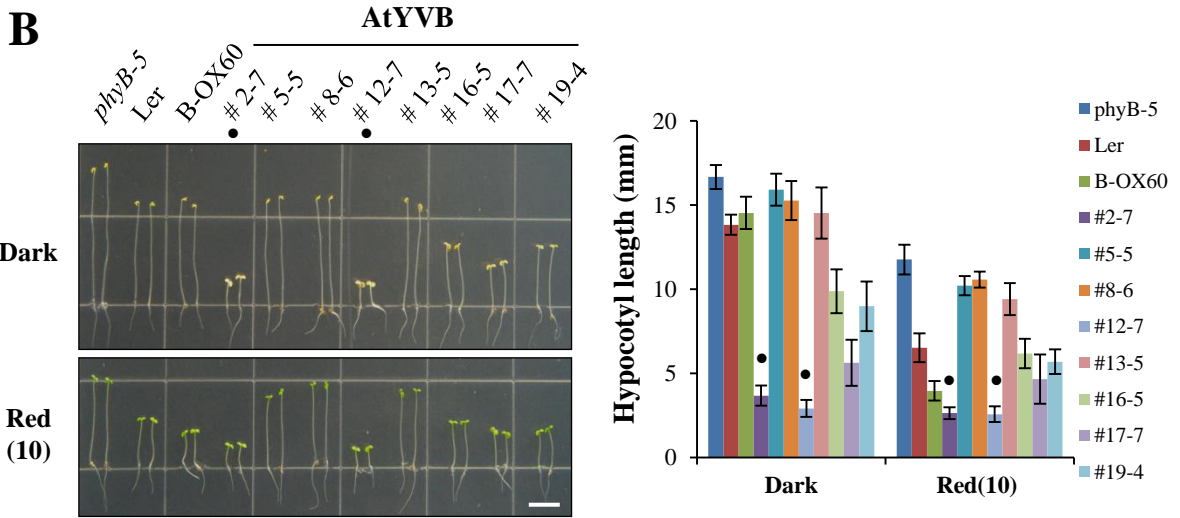 B
AtYVB
phyB-5
Ler
B-OX60
# 2-7
# 5-5
# 8-6
# 12-7
# 13-5
# 16-5
# 17-7
# 19-4
Dark
Red
(10)
Hypocotyl length (mm)
20
15
10
5
0
Dark
Red(10)
phyB-5
Ler
B-OX60
#2-7
#5-5
#8-6
#12-7
#13-5
#16-5
#17-7
#19-4